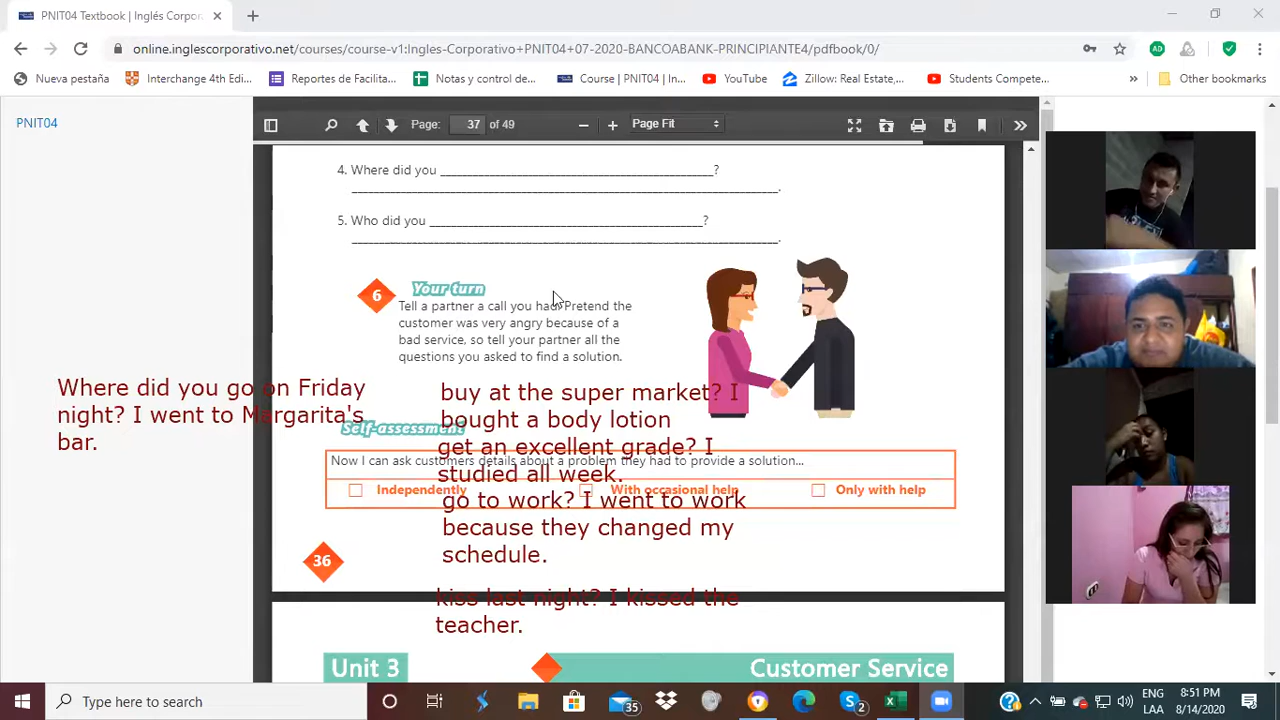 PNIT04 Textbook | Inglés Corpor
online.inglescorporativo.net/courses/course-v1:Ingles-Corporativo+PNIT04+07-2020-BANCOABANK-PRINCIPIANTE4/pdfbook/0/
Nueva pestaña
Interchange 4th Edi...
Reportes de Facilita...
Notas y control de...
Course | PNIT04 | In...
YouTube
Zillow: Real Estate,...
Students Compete...
»
Other bookmarks
PNIT04
Page: 37 of 49
Page Fit
4. Where did you ______?
5. Who did you ______?
6
Your turn
Tell a partner a call you had. Pretend the
customer was very angry because of a
bad service, so tell your partner all the
questions you asked to find a solution.
Where did you go on Friday
night? I went to Margarita's
bar.
buy at the super market? I
bought a body lotion
get an excellent grade? I
studied all week.
go to work? I went to work
because they changed my
schedule.
kiss last night? I kissed the
teacher.
Self-assessment
Now I can ask customers details about a problem they had to provide a solution...
Independently
With occasional help
Only with help
36
Unit 3
Customer Service
Type here to search
35
2
ENG
LAA
8:51 PM
8/14/2020